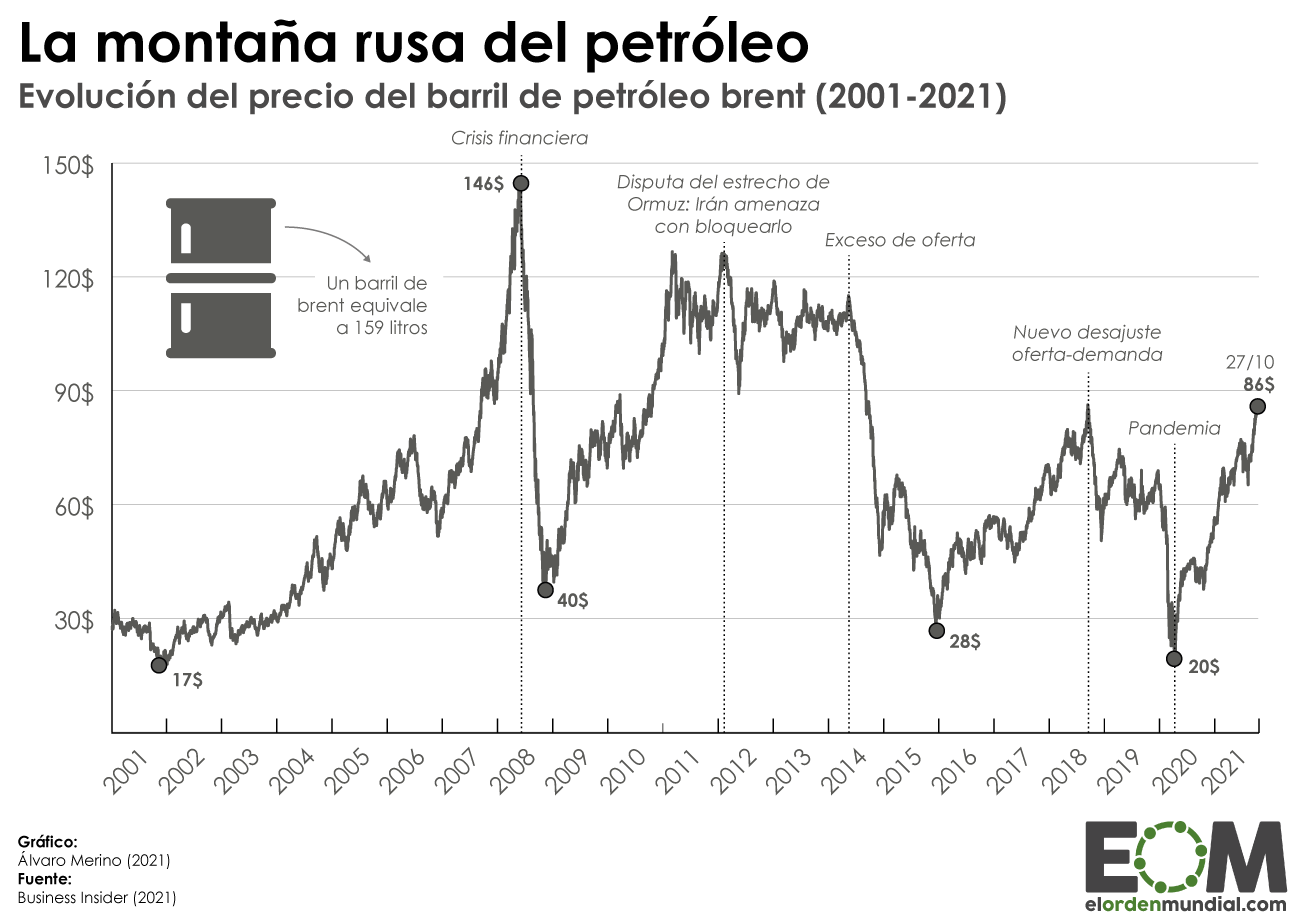 La montaña rusa del petróleo
Evolución del precio del barril de petróleo brent (2001-2021)
Crisis financiera
150$
146$
Disputa del estrecho de
Ormuz: Irán amenaza
con bloquearlo
Exceso de oferta
120$
Un barril de
brent equivale
a 159 litros
Nuevo desajuste
oferta-demanda
27/10
86$
90$
Pandemia
60$
40$
30$
28$
20$
17$
2001
2002
2003
2004
2005
2006
2007
2008
2009
2010
2011
2012
2013
2014
2015
2016
2017
2018
2019
2020
2021
Gráfico:
Álvaro Merino (2021)
Fuente:
Business Insider (2021)
EOM
elordenmundial.com